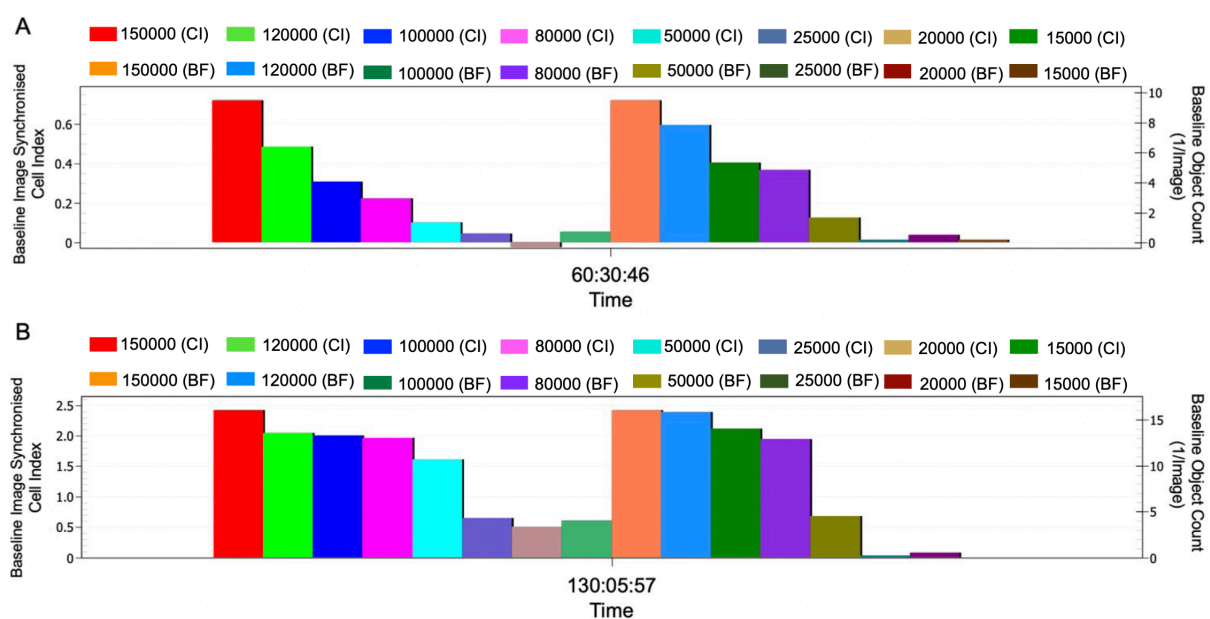 A
150000 (CI) 120000 (CI) 100000 (CI) 80000 (CI) 50000 (CI) 25000 (CI) 20000 (CI) 15000 (CI)
150000 (BF) 120000 (BF) 100000 (BF) 80000 (BF) 50000 (BF) 25000 (BF) 20000 (BF) 15000 (BF)
Baseline Image Synchronised
Cell Index
0.6
0.4
0.2
0
10
8
6
4
2
0
Baseline Object Count
(1/Image)
60:30:46
Time
B
150000 (CI) 120000 (CI) 100000 (CI) 80000 (CI) 50000 (CI) 25000 (CI) 20000 (CI) 15000 (CI)
150000 (BF) 120000 (BF) 100000 (BF) 80000 (BF) 50000 (BF) 25000 (BF) 20000 (BF) 15000 (BF)
Baseline Image Synchronised
Cell Index
2.5
2.0
1.5
1.0
0.5
0
15
10
5
0
Baseline Object Count
(1/Image)
130:05:57
Time